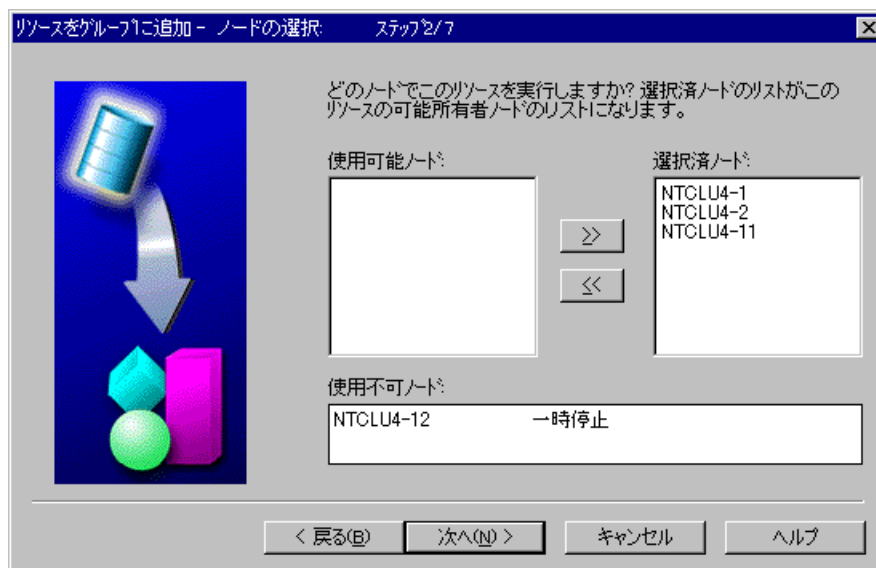 リソースをグループに追加 - ノードの選択: ステップ2/7
どのノードでこのリソースを実行しますか? 選択済ノードのリストがこの
リソースの可能所有者ノードのリストになります。
使用可能ノード:
選択済ノード:
NTCLU4-1
NTCLU4-2
NTCLU4-11
>>
<<
使用不可ノード:
NTCLU4-12 一時停止
< 戻る(B)
次へ(N) >
キャンセル
ヘルプ